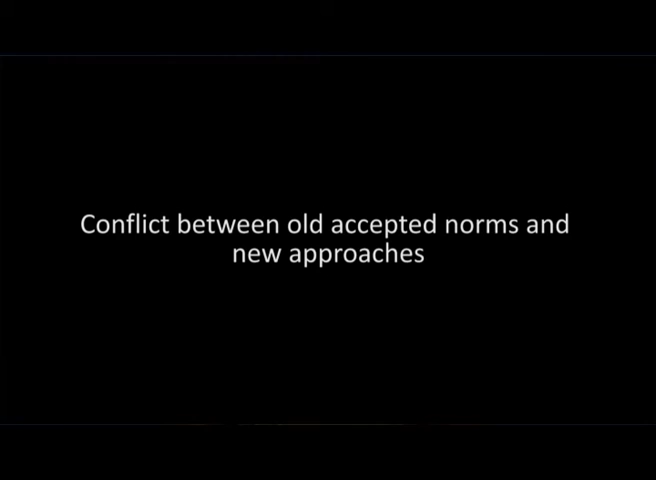 Conflict between old accepted norms and
new approaches